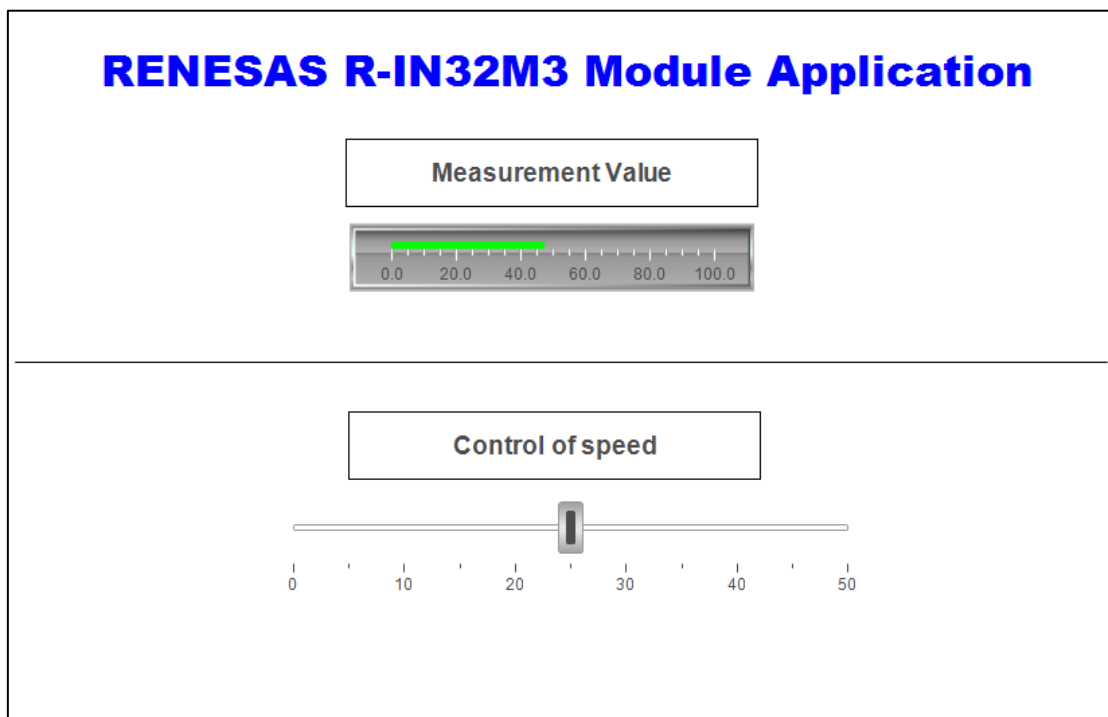 RENESAS R-IN32M3 Module Application
Measurement Value
0.0 20.0 40.0 60.0 80.0 100.0
Control of speed
0 10 20 30 40 50